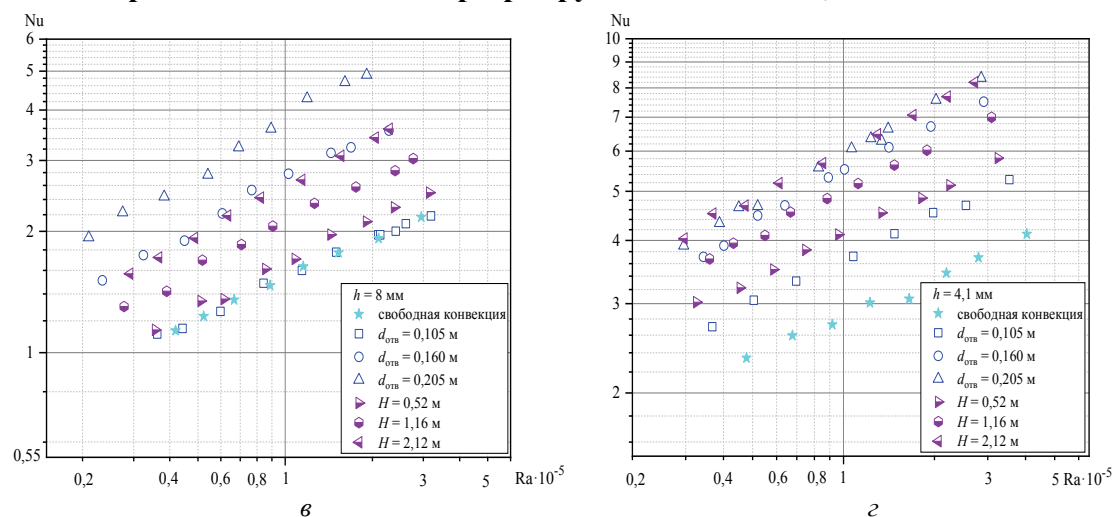 Nu
6
5
4
3
2
1
0,55
0,2
0,4
0,6
0,8
1
3
5
Ra·10⁻⁵
h = 8 мм
свободная конвекция
dотв = 0,105 м
dотв = 0,160 м
dотв = 0,205 м
H = 0,52 м
H = 1,16 м
H = 2,12 м
в
Nu
10
9
8
7
6
5
4
3
2
0,2
0,4
0,6
0,8
1
3
5
Ra·10⁻⁵
h = 4,1 мм
свободная конвекция
dотв = 0,105 м
dотв = 0,160 м
dотв = 0,205 м
H = 0,52 м
H = 1,16 м
H = 2,12 м
г